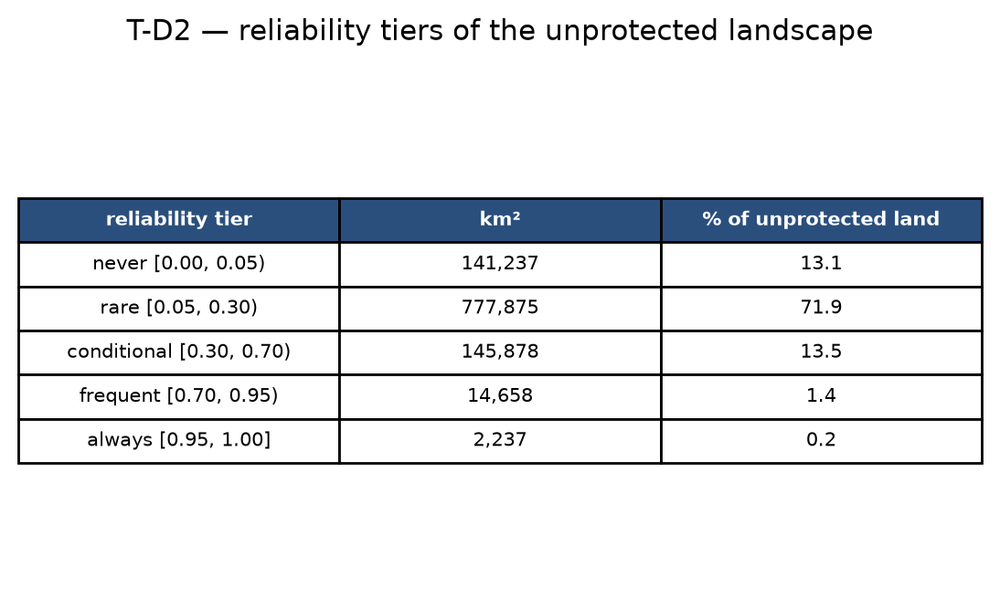 T-D2 — reliability tiers of the unprotected landscape
reliability tier km² % of unprotected land
never [0.00, 0.05) 141,237 13.1
rare [0.05, 0.30) 777,875 71.9
conditional [0.30, 0.70) 145,878 13.5
frequent [0.70, 0.95) 14,658 1.4
always [0.95, 1.00] 2,237 0.2